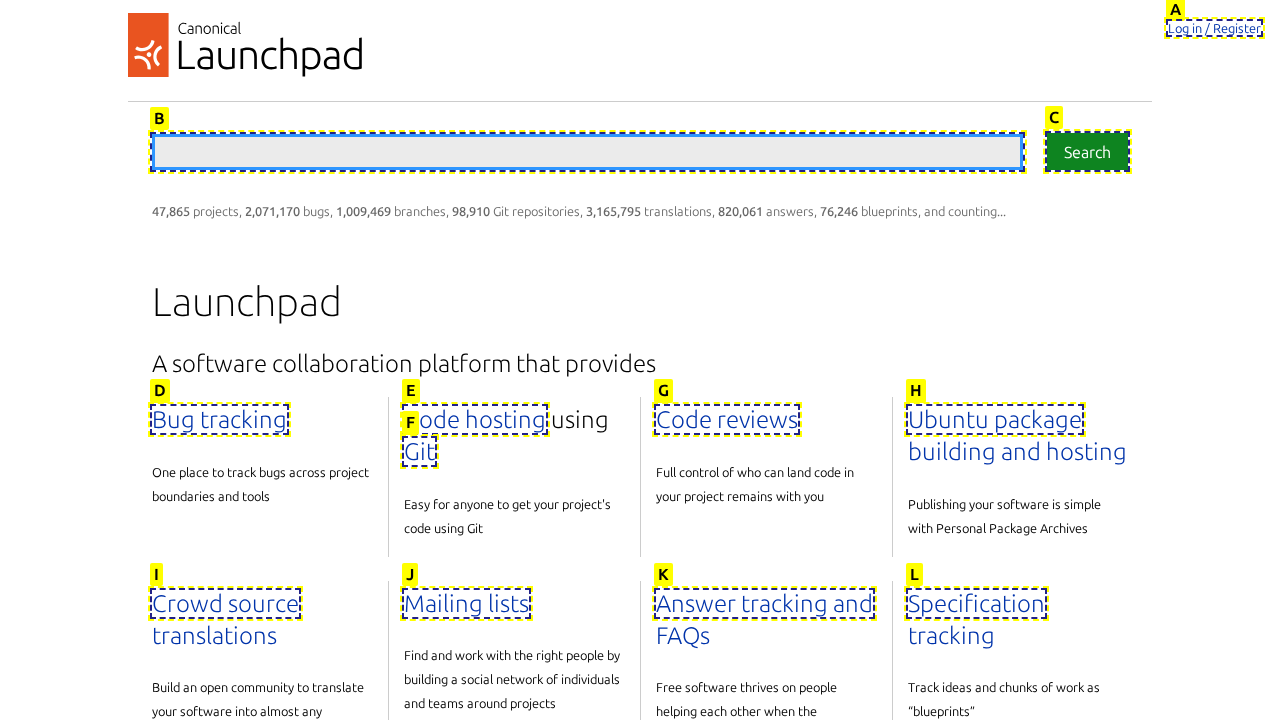 A
Log in / Register
Canonical
Launchpad
B
C
Search
47,865 projects, 2,071,170 bugs, 1,009,469 branches, 98,910 Git repositories, 3,165,795 translations, 820,061 answers, 76,246 blueprints, and counting...
Launchpad
A software collaboration platform that provides
D
Bug tracking
One place to track bugs across project
boundaries and tools
E
ode hosting using
F
Git
Easy for anyone to get your project's
code using Git
G
Code reviews
Full control of who can land code in
your project remains with you
H
Ubuntu package
building and hosting
Publishing your software is simple
with Personal Package Archives
I
Crowd source
translations
Build an open community to translate
your software into almost any
J
Mailing lists
Find and work with the right people by
building a social network of individuals
and teams around projects
K
Answer tracking and
FAQs
Free software thrives on people
helping each other when the
L
Specification
tracking
Track ideas and chunks of work as
“blueprints”